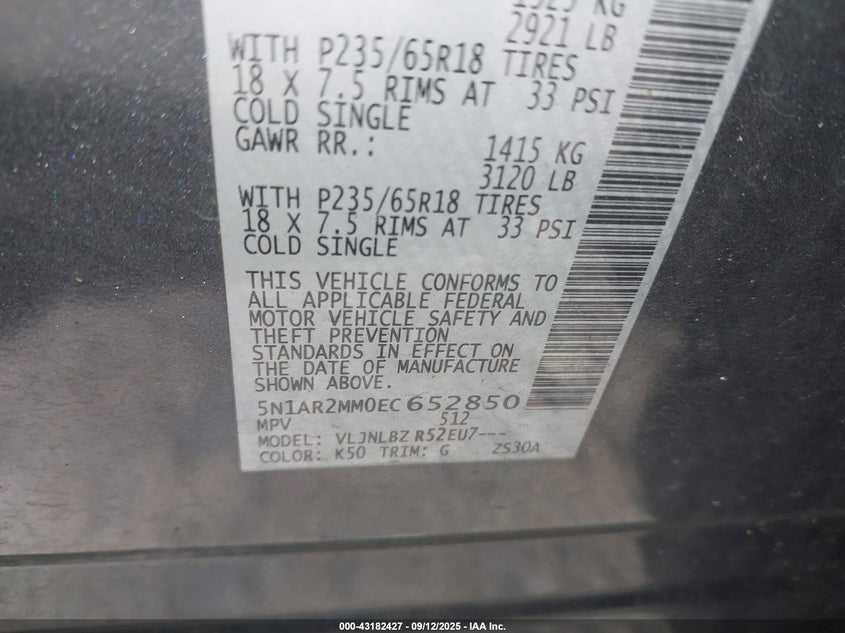 2921 LB
WITH P235/65R18 TIRES
18 X 7.5 RIMS AT 33 PSI
COLD SINGLE
GAWR RR.: 1415 KG
3120 LB
WITH P235/65R18 TIRES
18 X 7.5 RIMS AT 33 PSI
COLD SINGLE
THIS VEHICLE CONFORMS TO
ALL APPLICABLE FEDERAL
MOTOR VEHICLE SAFETY AND
THEFT PREVENTION
STANDARDS IN EFFECT ON
THE DATE OF MANUFACTURE
SHOWN ABOVE.
5N1AR2MM0EC 652850
MPV 512
MODEL: VLJNLBZ R52EU7---
COLOR: K50 TRIM: G ZS30A
000-43182427 - 09/12/2025 - IAA Inc.